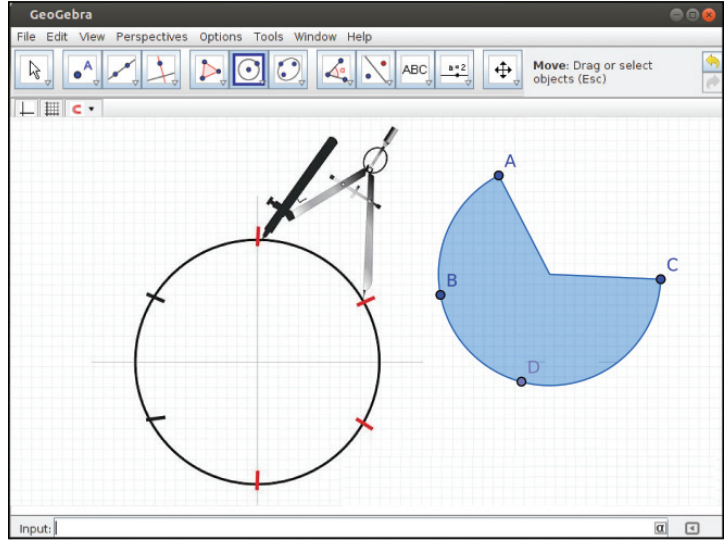 GeoGebra
File Edit View Perspectives Options Tools Window Help
A ABC a=2 Move: Drag or select
objects (Esc)
A
C
B
D
Input: α